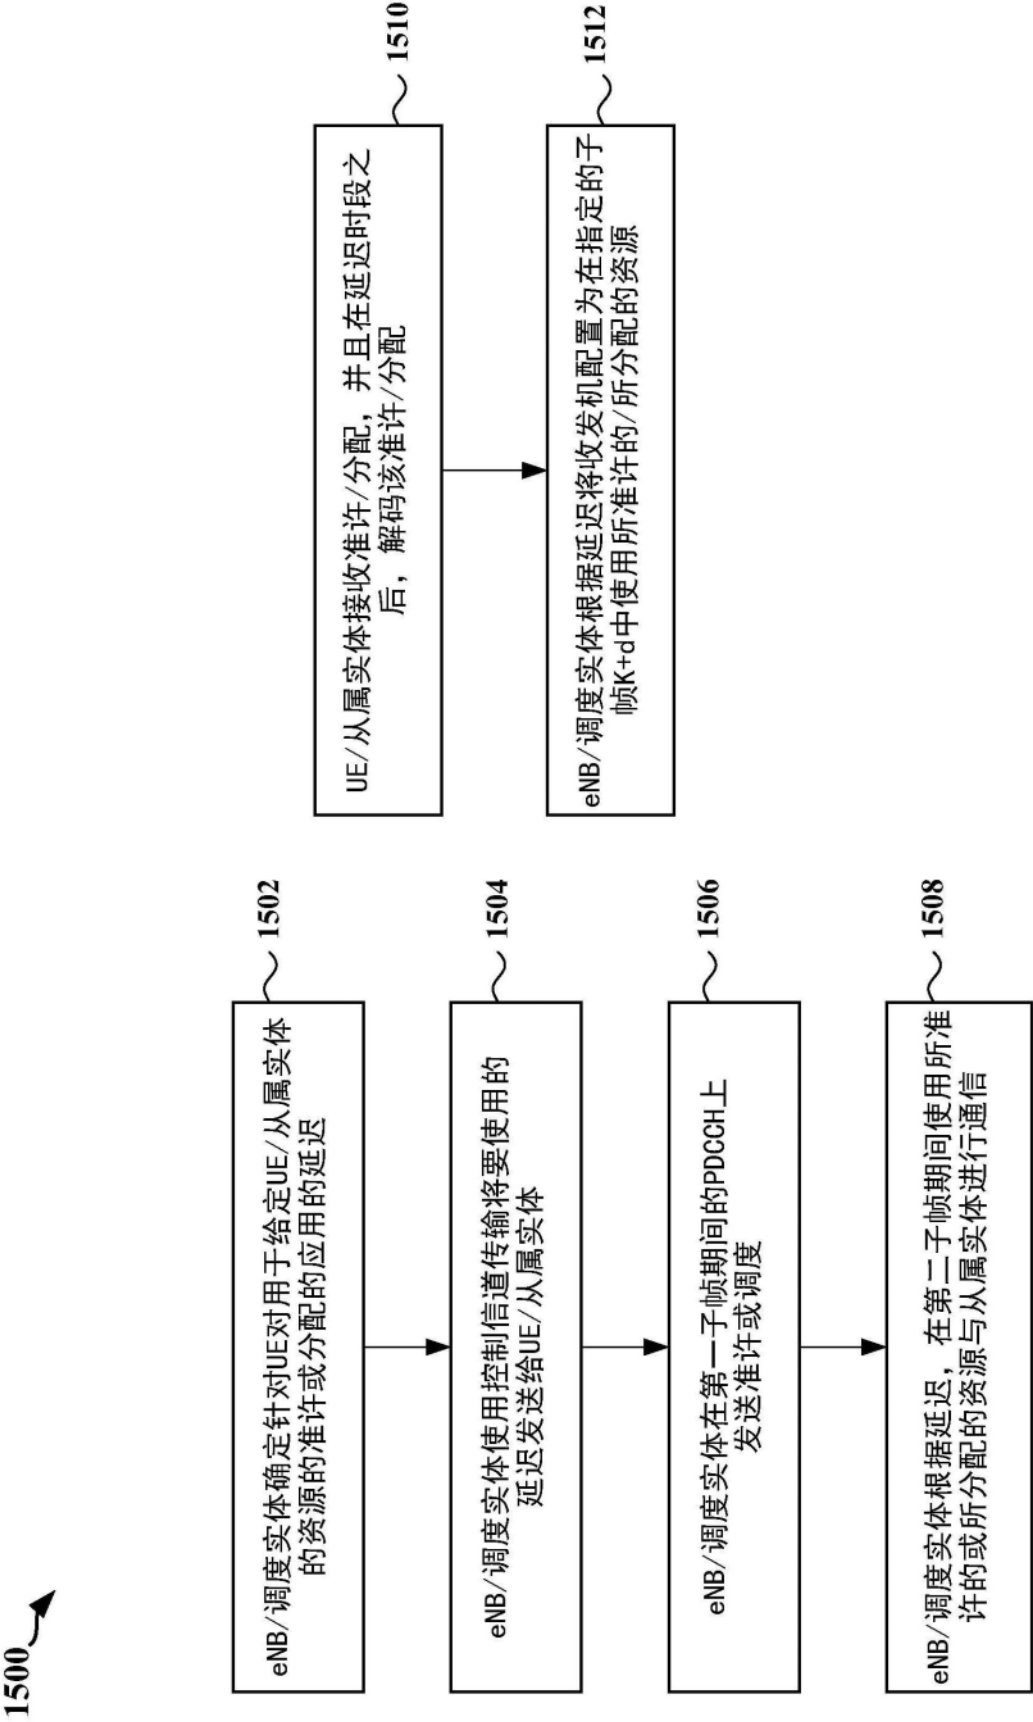 1500
1502
eNB/调度实体确定针对UE对用于给定UE/从属实体
的资源的准许或分配的应用的延迟
1504
eNB/调度实体使用控制信道传输将要使用的
延迟发送给UE/从属实体
1506
eNB/调度实体在第一子帧期间的PDCCH上
发送准许或调度
1508
eNB/调度实体根据延迟，在第二子帧期间使用所准
许的或所分配的资源与从属实体进行通信
1510
UE/从属实体接收准许/分配，并且在延迟时段之
后，解码该准许/分配
1512
eNB/调度实体根据延迟将收发机配置为在指定的子
帧K+d中使用所准许的/所分配的资源